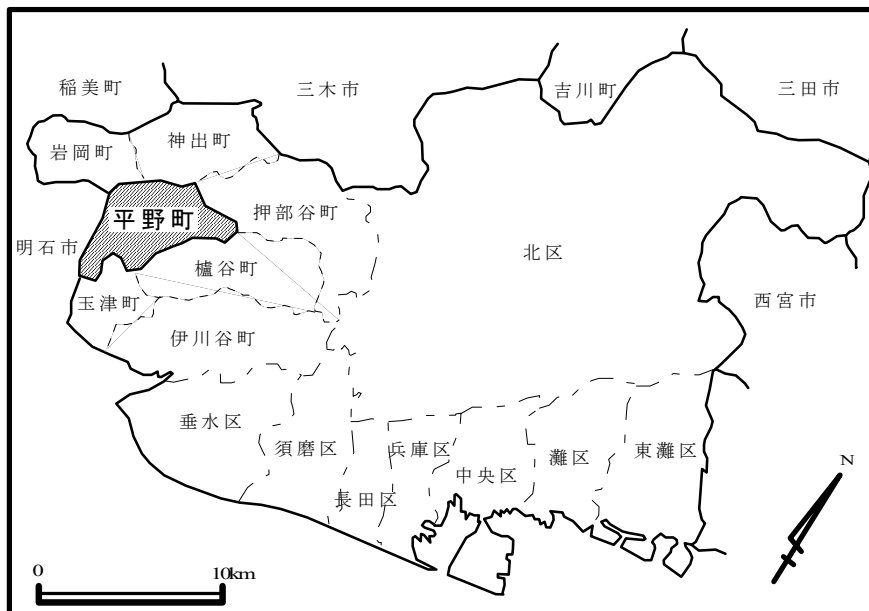 稲美町
三木市
吉川町
三田市
岩岡町
神出町
押部谷町
平野町
明石市
北区
櫨谷町
西宮市
玉津町
伊川谷町
垂水区
須磨区
兵庫区
中央区
灘区
東灘区
長田区
N
0 10km